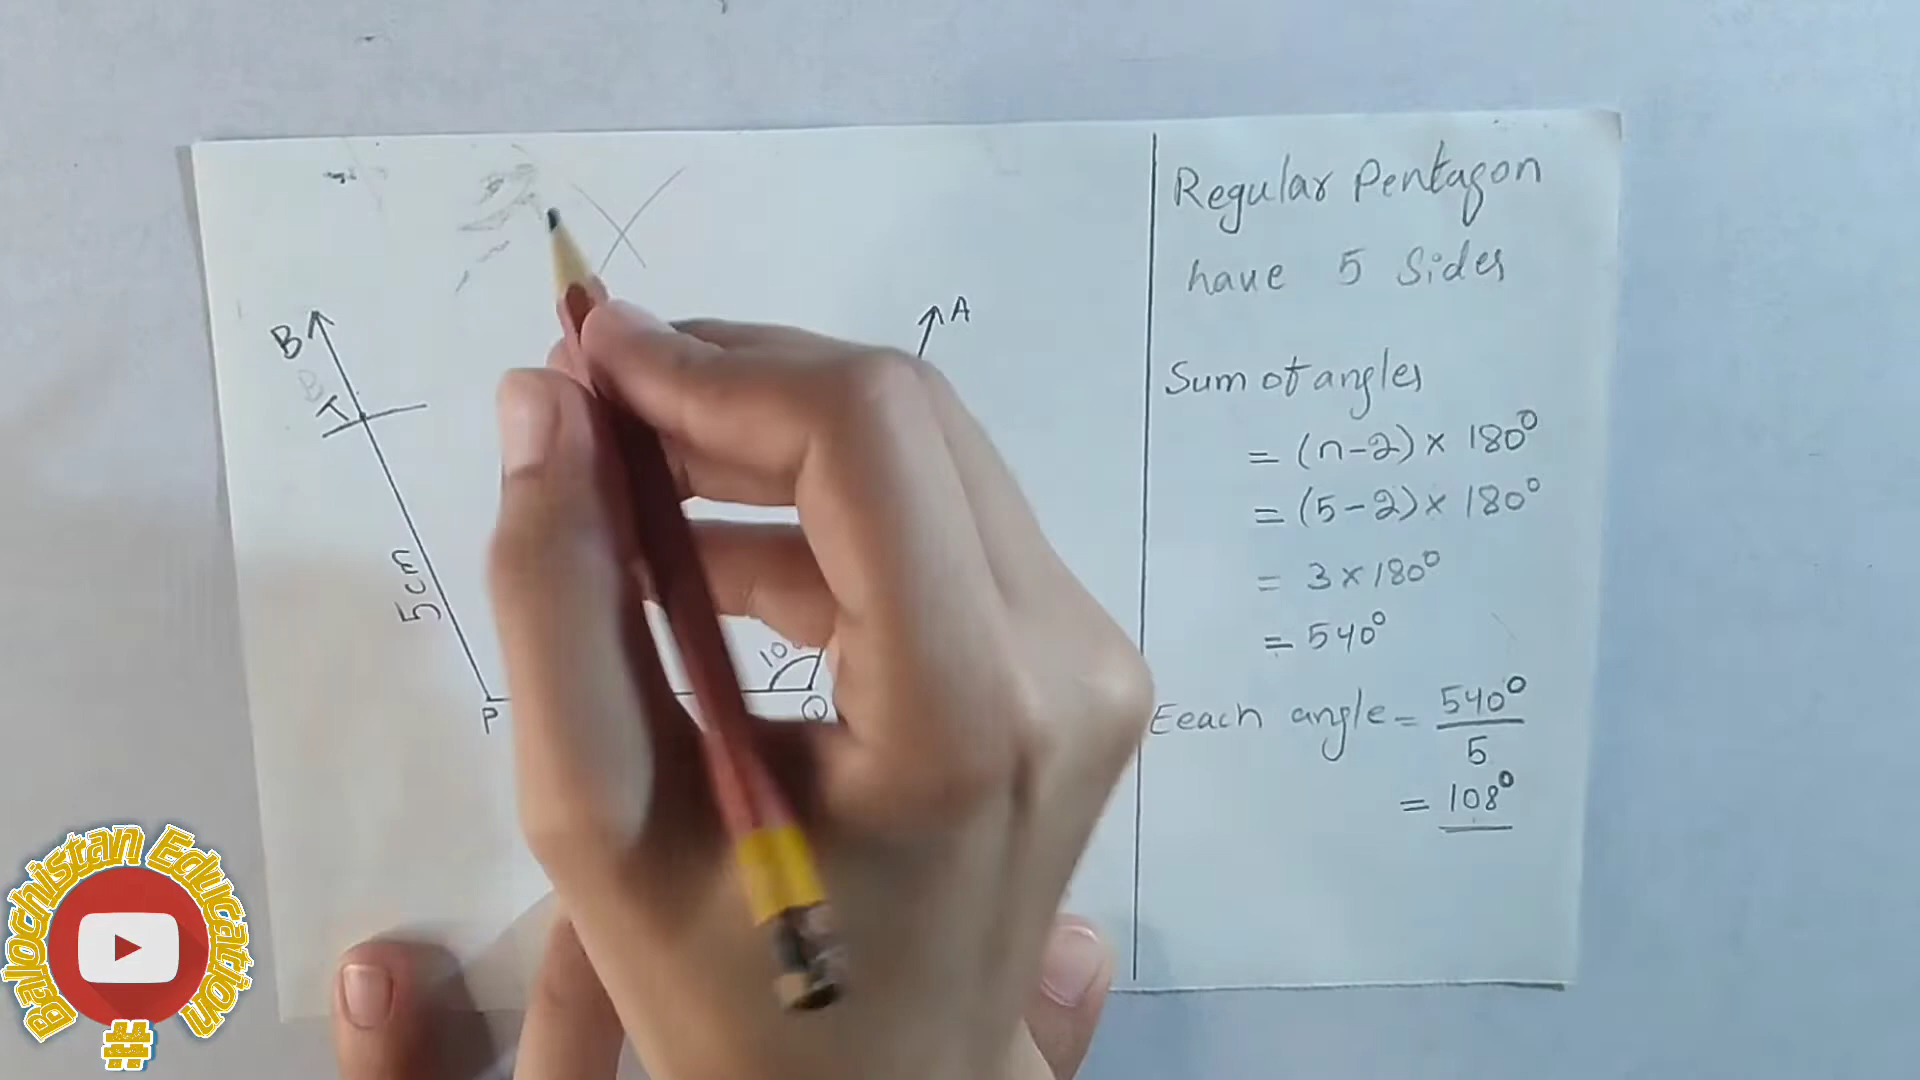 Regular Pentagon
have 5 Sides
Sum of angles
= (n-2) × 180°
= (5-2) × 180°
= 3 × 180°
= 540°
Eeach angle = 540°
5
= 108°
B
B
T
A
5cm
10
P
Q
Balochistan Education
#